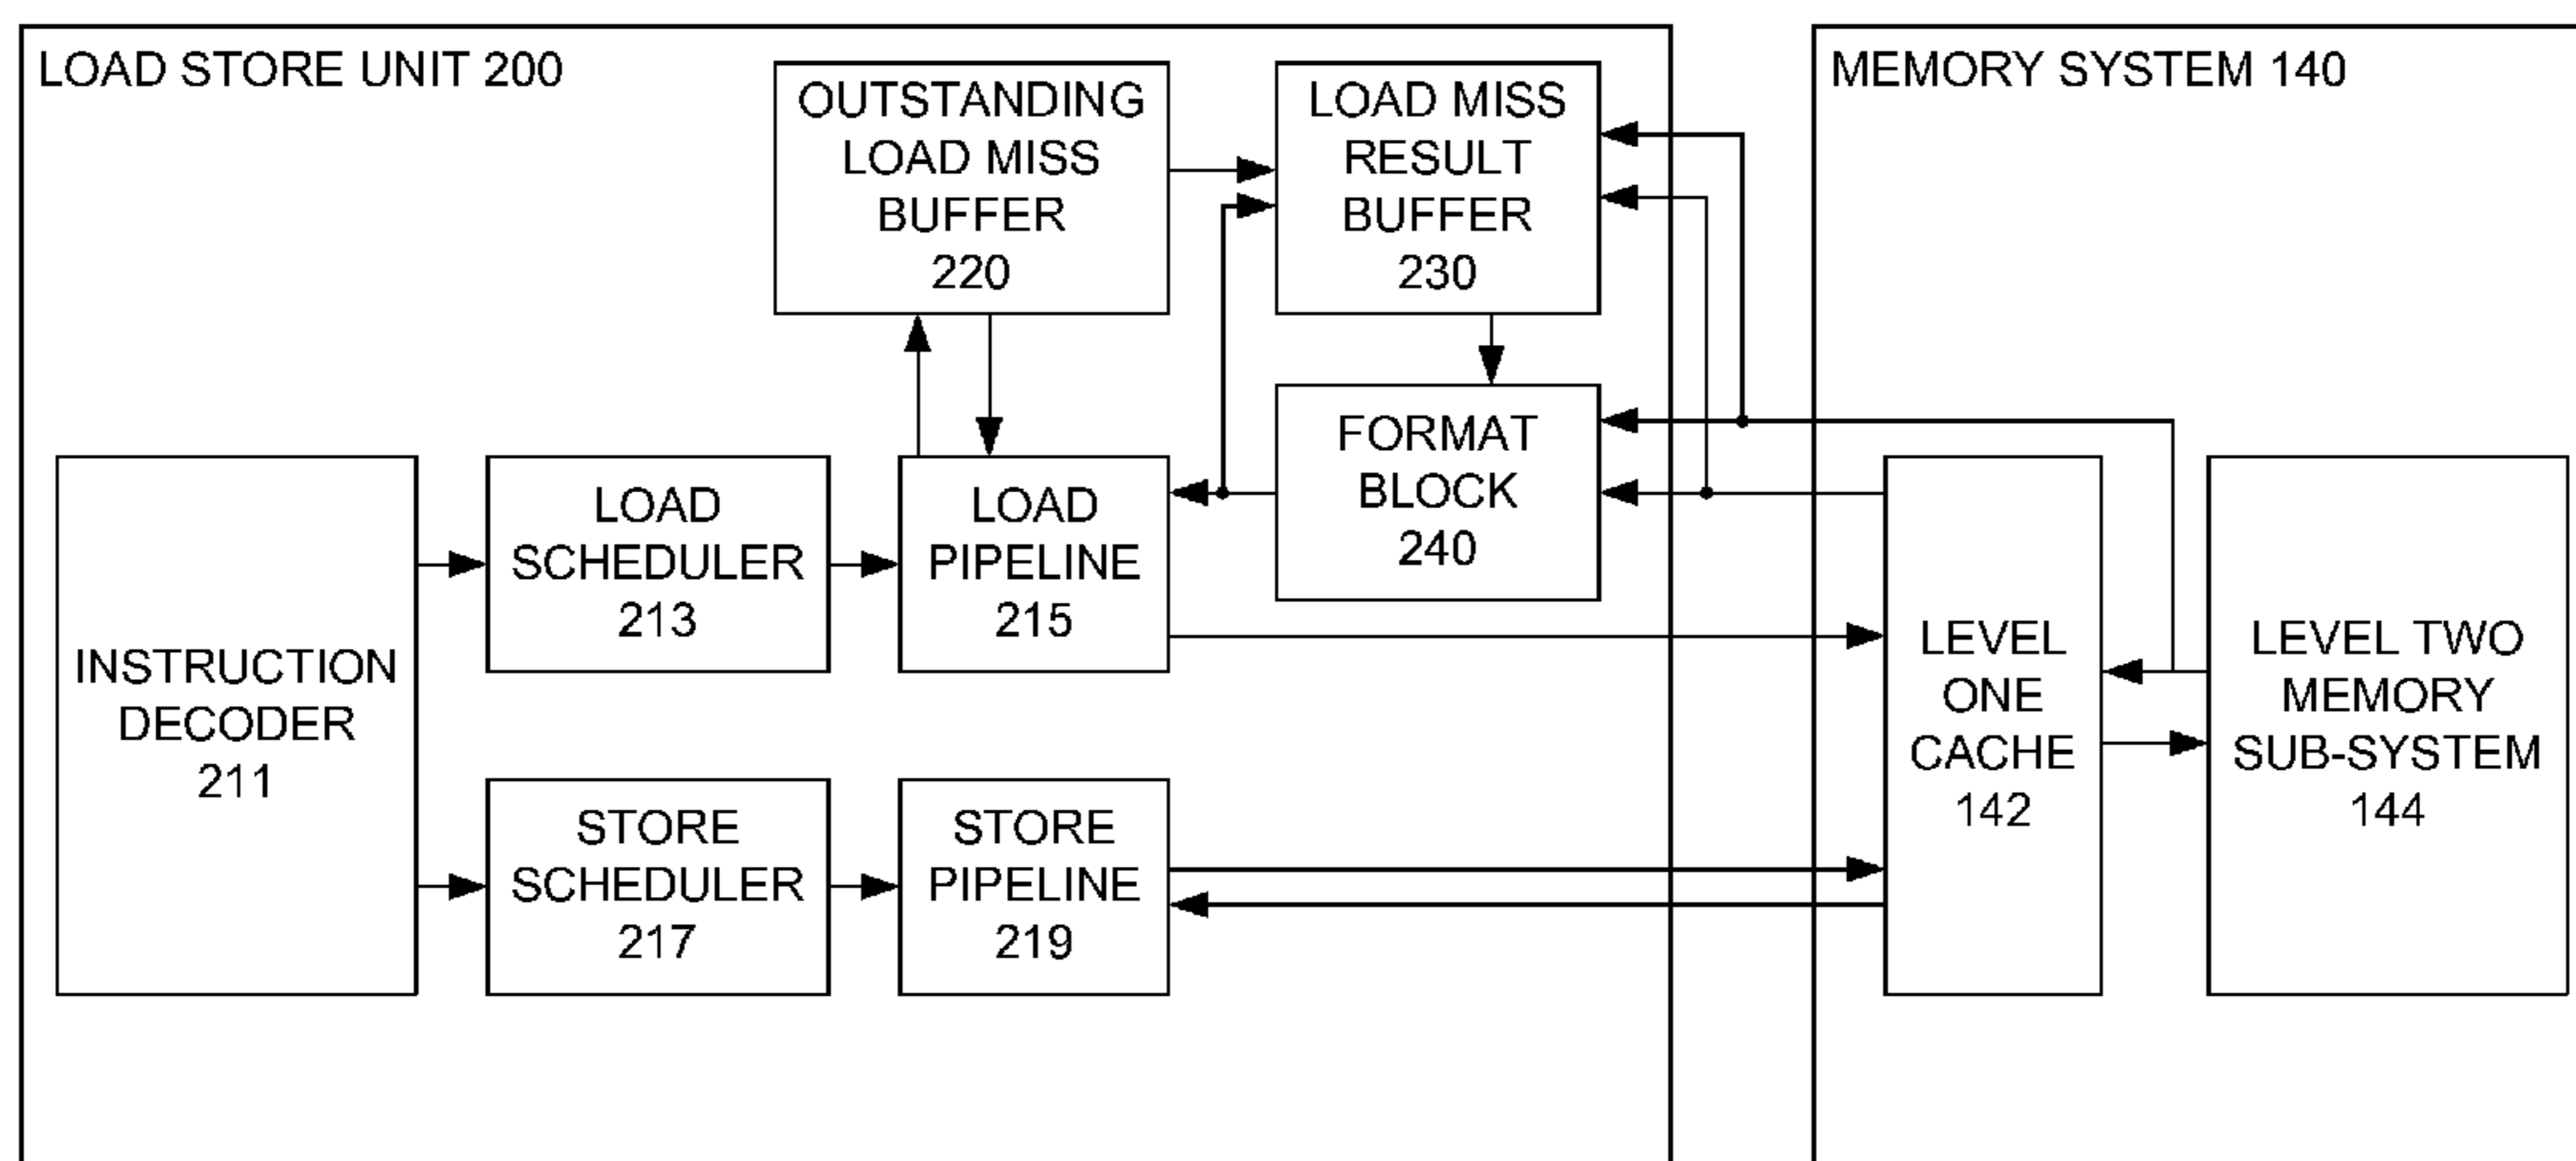 LOAD STORE UNIT 200
OUTSTANDING
LOAD MISS
BUFFER
220
LOAD MISS
RESULT
BUFFER
230
MEMORY SYSTEM 140
FORMAT
BLOCK
240
INSTRUCTION
DECODER
211
LOAD
SCHEDULER
213
LOAD
PIPELINE
215
STORE
SCHEDULER
217
STORE
PIPELINE
219
LEVEL
ONE
CACHE
142
LEVEL TWO
MEMORY
SUB-SYSTEM
144